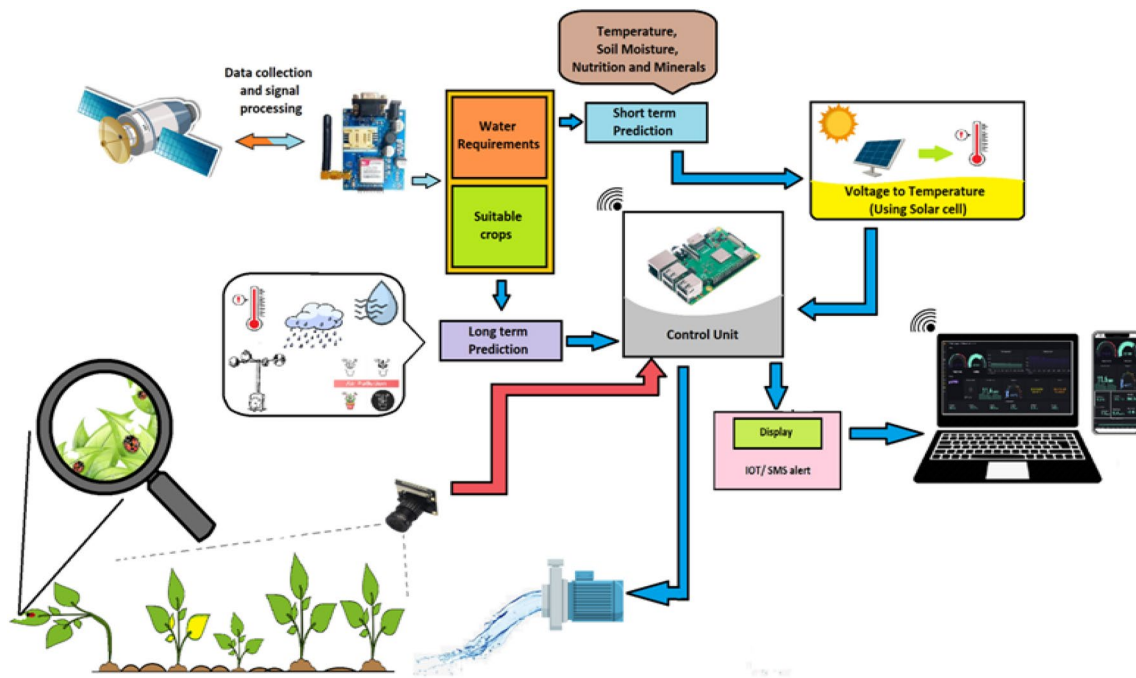 Temperature,
Soil Moisture,
Nutrition and Minerals
Data collection
and signal
processing
Water
Requirements
Short term
Prediction
Suitable
crops
Voltage to Temperature
(Using Solar cell)
Long term
Prediction
Control Unit
Display
IOT/ SMS alert